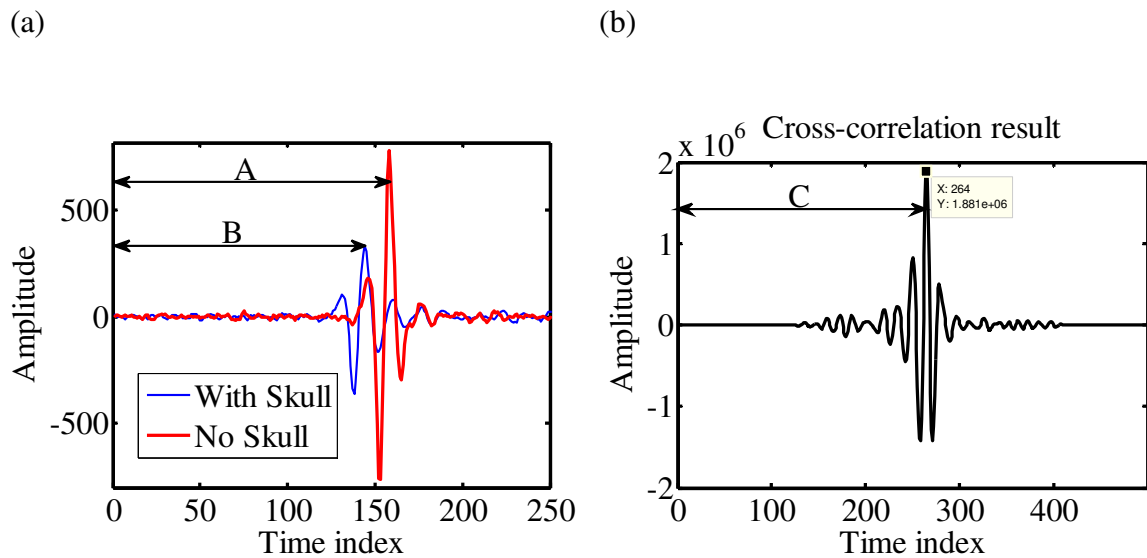 (a)
(b)
A
B
500
0
-500
Amplitude
With Skull
No Skull
0 50 100 150 200 250
Time index
x 10^6 Cross-correlation result
X: 264
Y: 1.881e+06
C
2
1
0
-1
-2
Amplitude
0 100 200 300 400
Time index